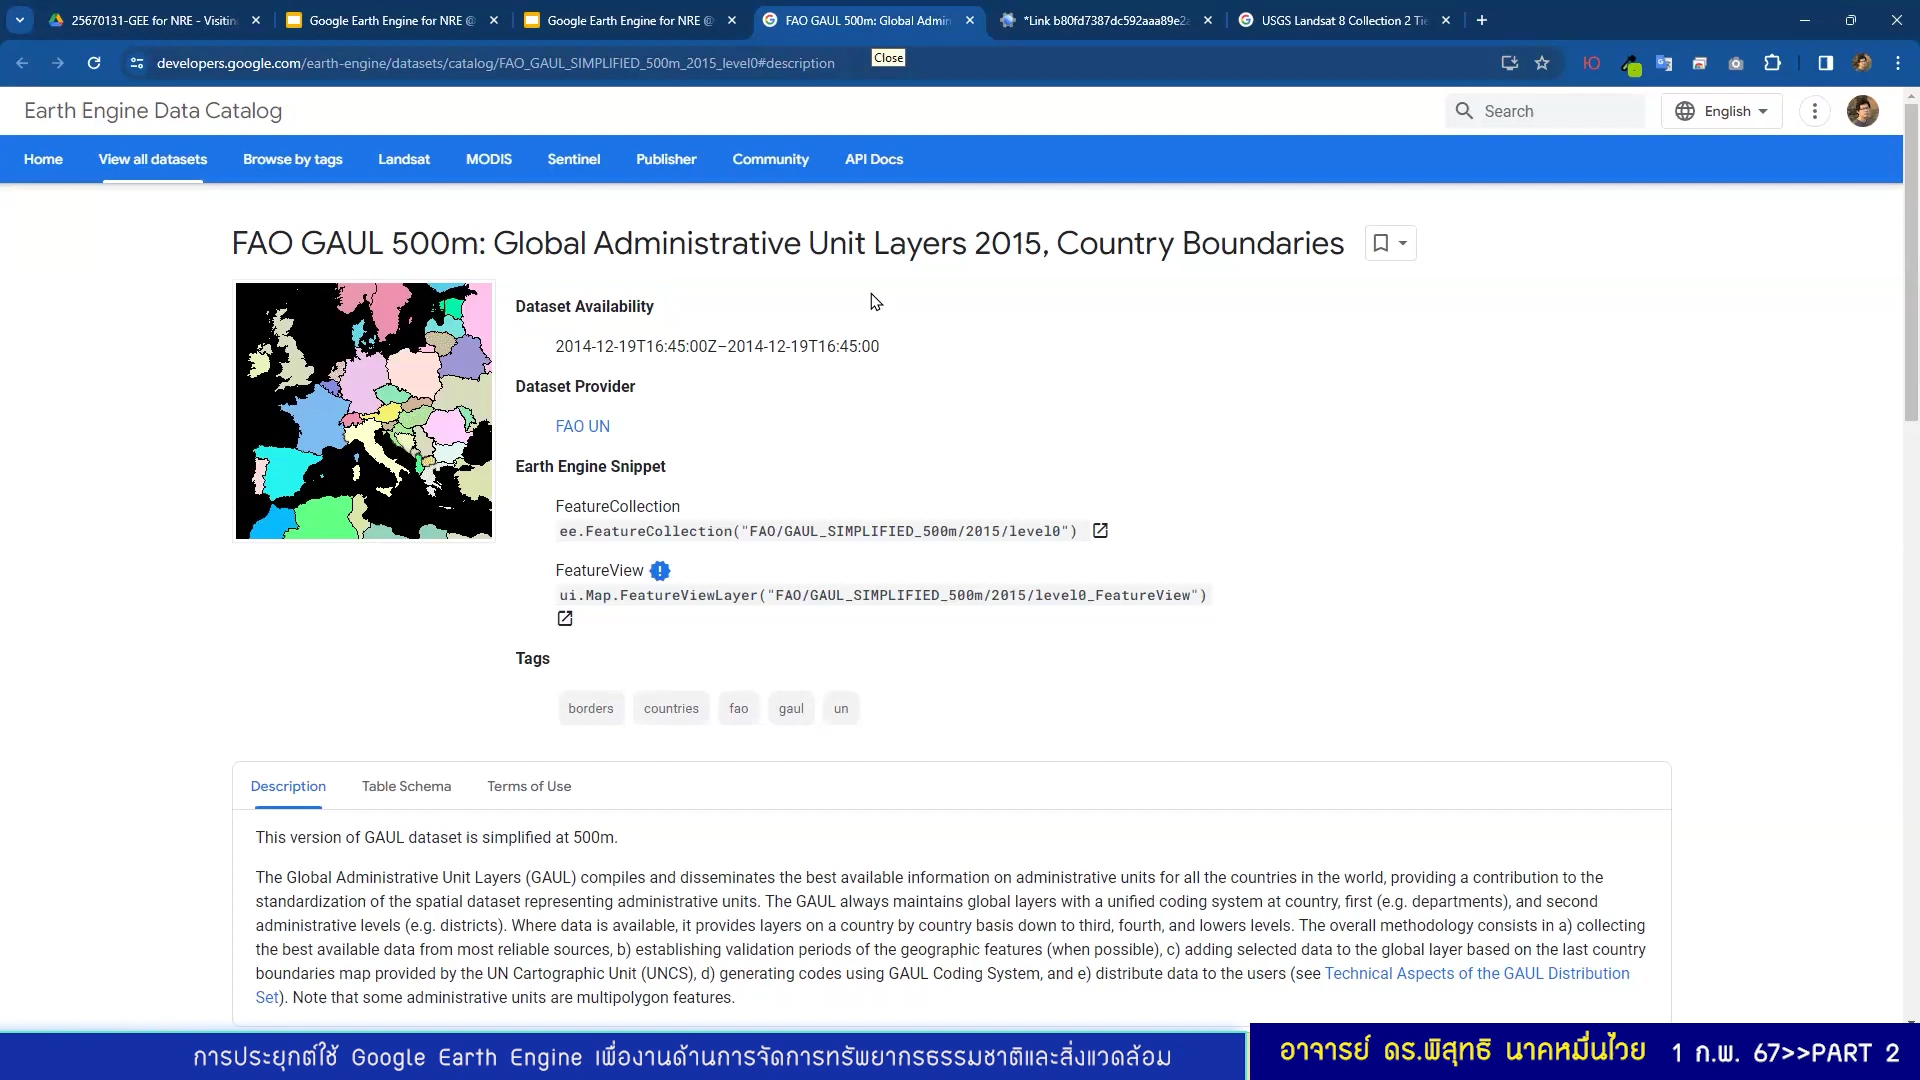 25670131-GEE for NRE - Visitin
Google Earth Engine for NRE @
Google Earth Engine for NRE @
FAO GAUL 500m: Global Admin
*Link b80fd7387dc592aaa89e2
USGS Landsat 8 Collection 2 Tie
developers.google.com/earth-engine/datasets/catalog/FAO_GAUL_SIMPLIFIED_500m_2015_level0#description
Close
Earth Engine Data Catalog
Search
English
Home
View all datasets
Browse by tags
Landsat
MODIS
Sentinel
Publisher
Community
API Docs
FAO GAUL 500m: Global Administrative Unit Layers 2015, Country Boundaries
Dataset Availability
2014-12-19T16:45:00Z–2014-12-19T16:45:00
Dataset Provider
FAO UN
Earth Engine Snippet
FeatureCollection
ee.FeatureCollection("FAO/GAUL_SIMPLIFIED_500m/2015/level0")
FeatureView
ui.Map.FeatureViewLayer("FAO/GAUL_SIMPLIFIED_500m/2015/level0_FeatureView")
Tags
borders
countries
fao
gaul
un
Description
Table Schema
Terms of Use
This version of GAUL dataset is simplified at 500m.
The Global Administrative Unit Layers (GAUL) compiles and disseminates the best available information on administrative units for all the countries in the world, providing a contribution to the
standardization of the spatial dataset representing administrative units. The GAUL always maintains global layers with a unified coding system at country, first (e.g. departments), and second
administrative levels (e.g. districts). Where data is available, it provides layers on a country by country basis down to third, fourth, and lowers levels. The overall methodology consists in a) collecting
the best available data from most reliable sources, b) establishing validation periods of the geographic features (when possible), c) adding selected data to the global layer based on the last country
boundaries map provided by the UN Cartographic Unit (UNCS), d) generating codes using GAUL Coding System, and e) distribute data to the users (see Technical Aspects of the GAUL Distribution
Set). Note that some administrative units are multipolygon features.
การประยุกต์ใช้ Google Earth Engine เพื่องานด้านการจัดการทรัพยากรธรรมชาติและสิ่งแวดล้อม
อาจารย์ ดร.พิสุทธิ นาคหมื่นไวย 1 ก.พ. 67>>PART 2